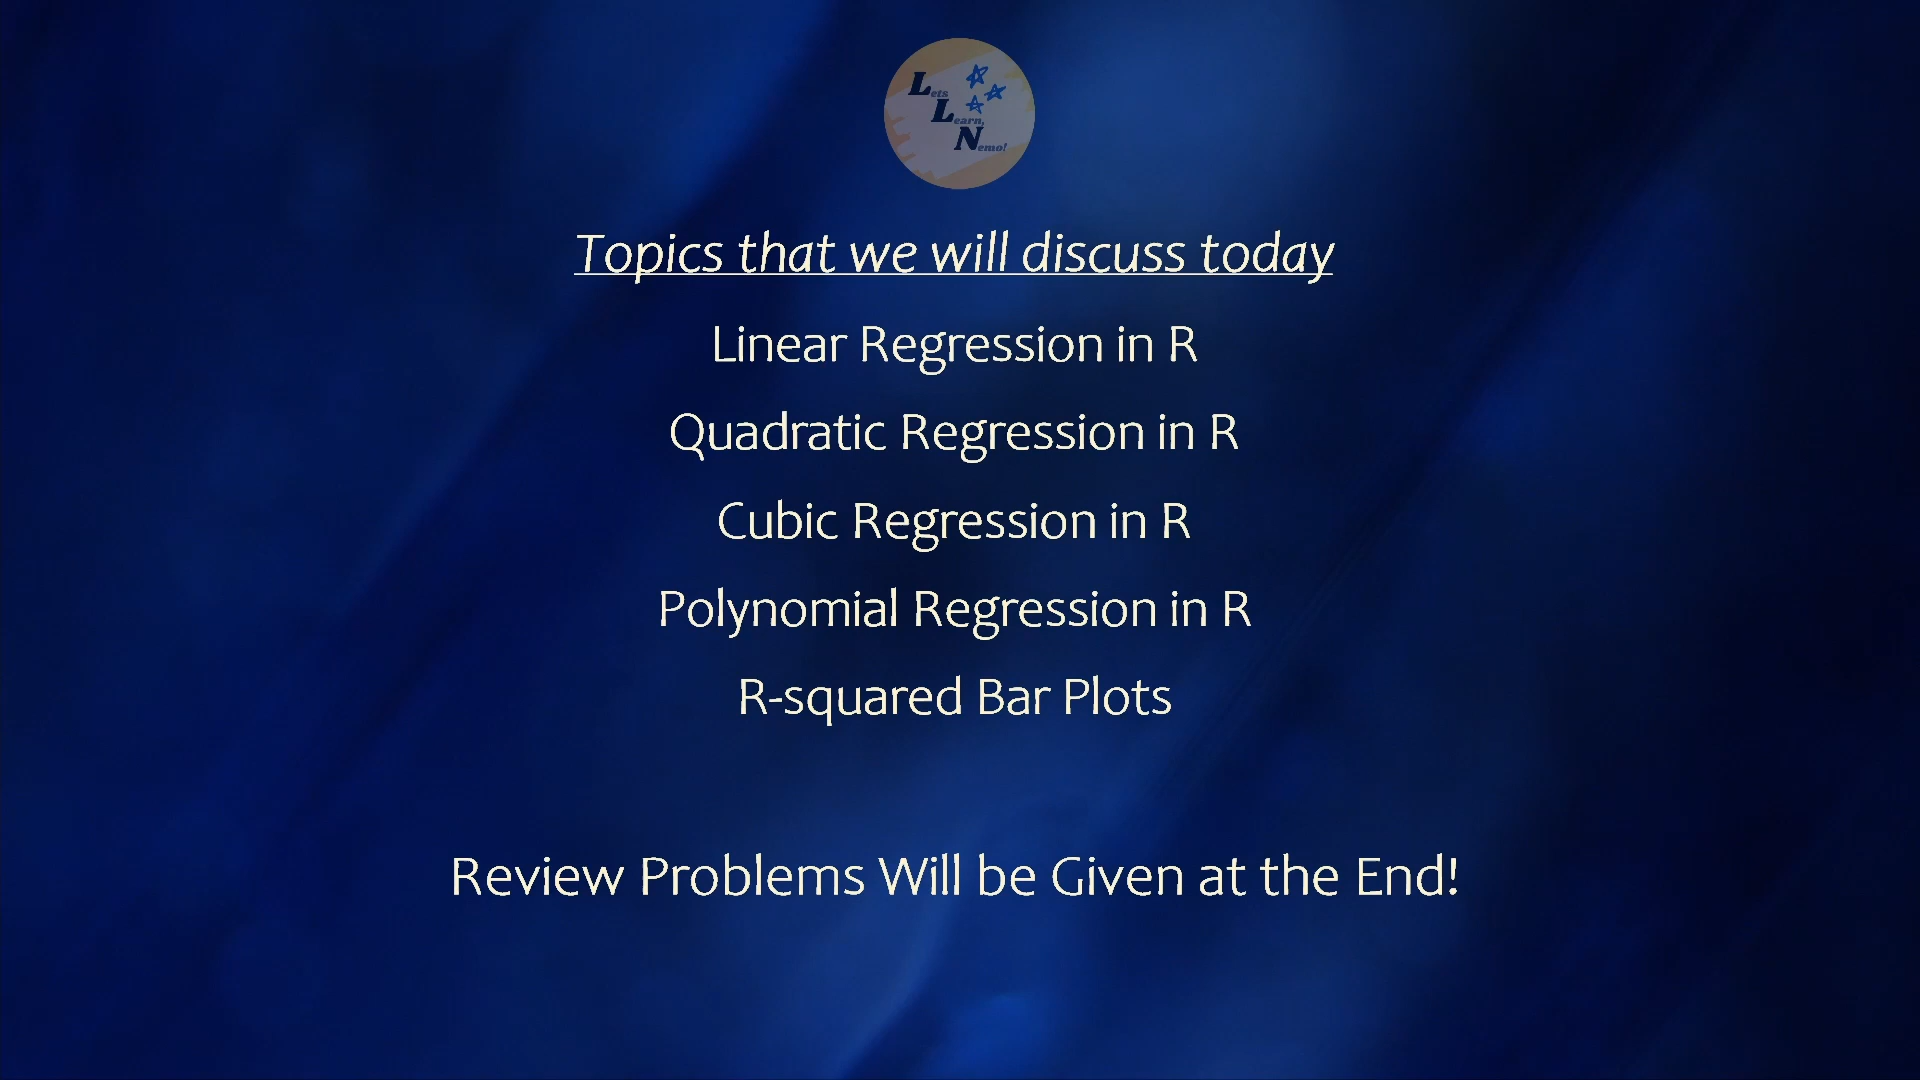 Lets
Learn,
Nemo!
Topics that we will discuss today
Linear Regression in R
Quadratic Regression in R
Cubic Regression in R
Polynomial Regression in R
R-squared Bar Plots
Review Problems Will be Given at the End!